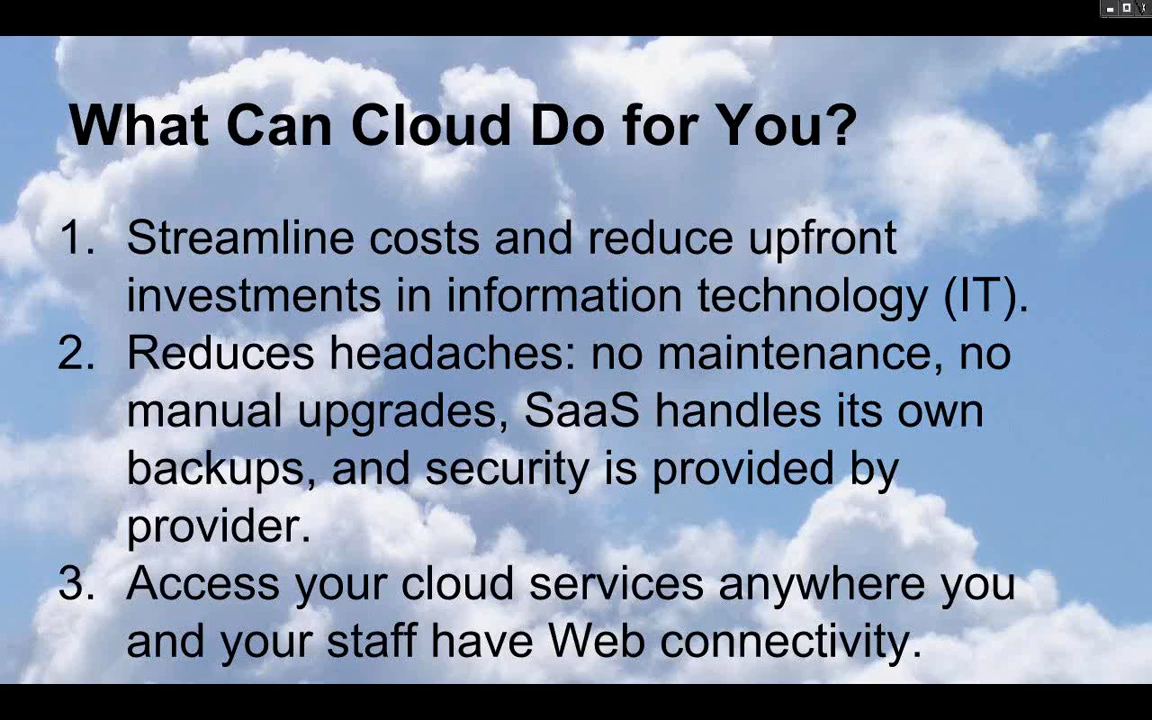 What Can Cloud Do for You?
1. Streamline costs and reduce upfront
investments in information technology (IT).
2. Reduces headaches: no maintenance, no
manual upgrades, SaaS handles its own
backups, and security is provided by
provider.
3. Access your cloud services anywhere you
and your staff have Web connectivity.